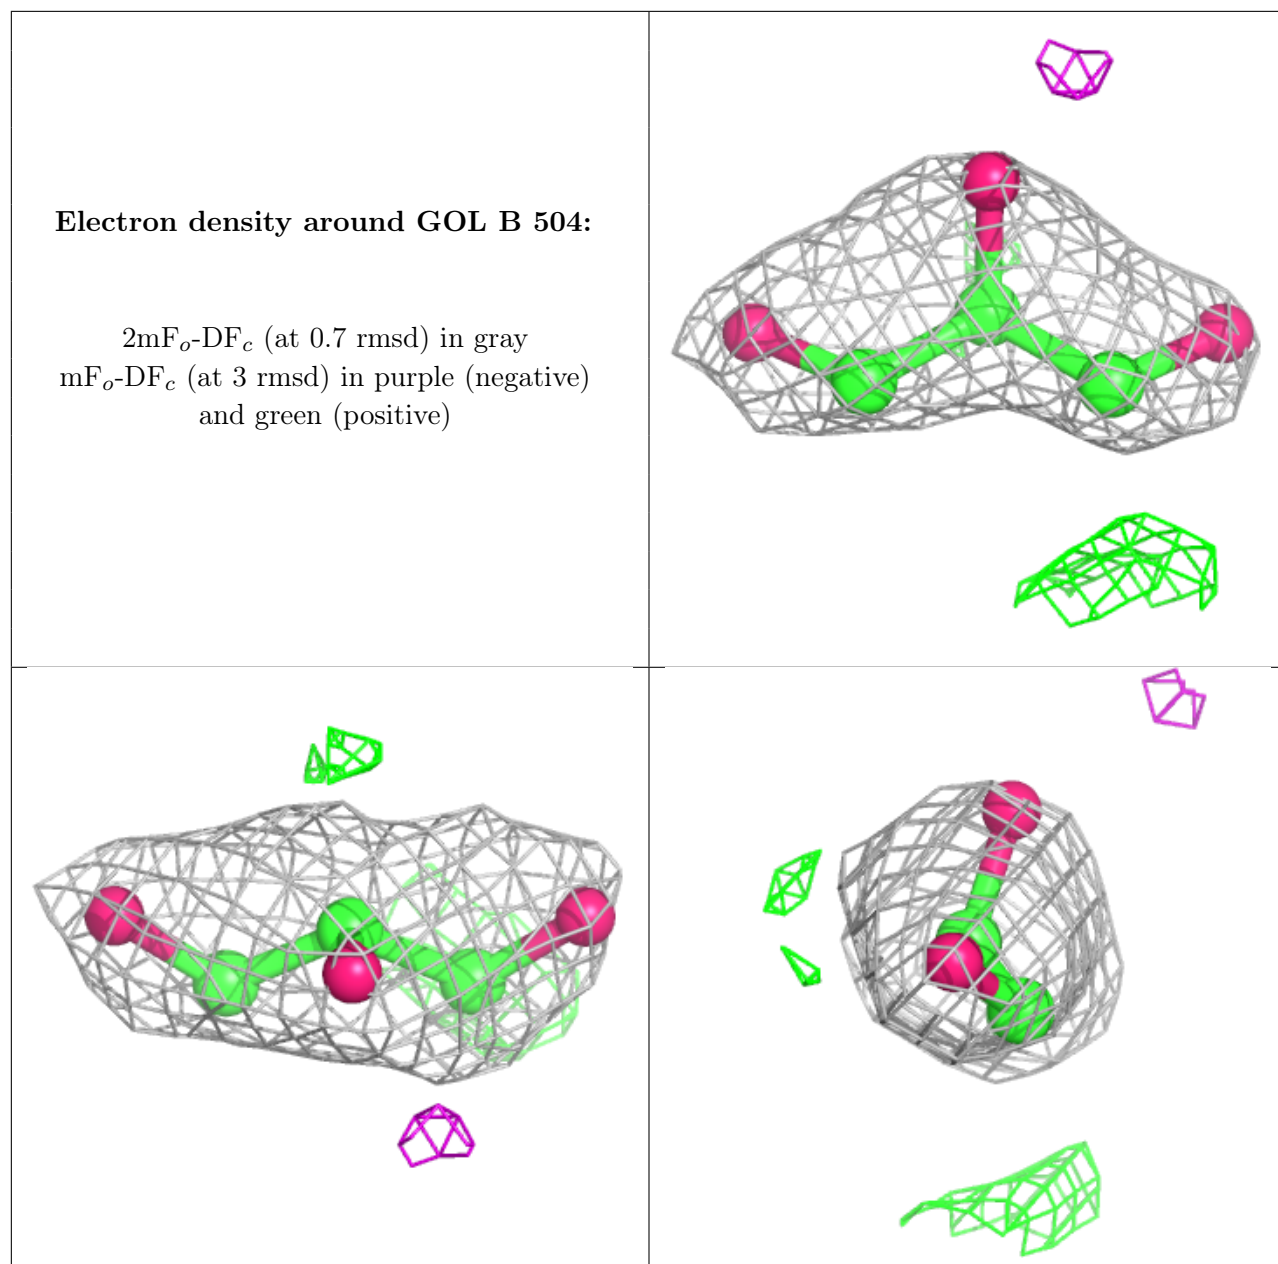 Electron density around GOL B 504:
2mFo-DFc (at 0.7 rmsd) in gray
mFo-DFc (at 3 rmsd) in purple (negative)
and green (positive)